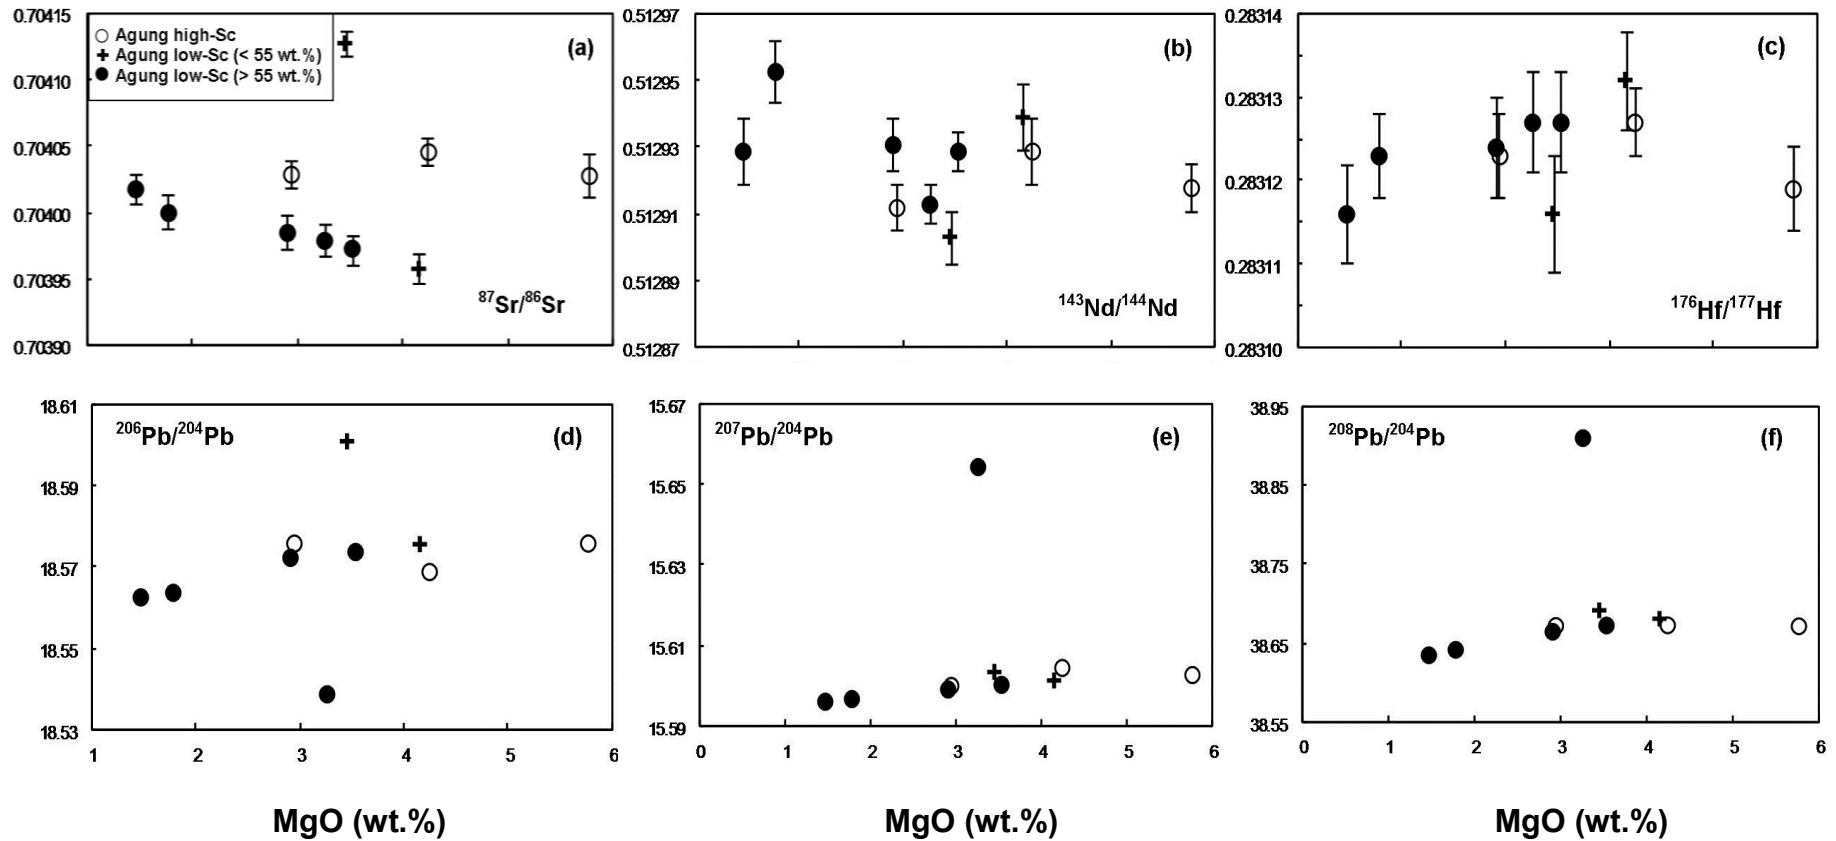 0.70415
0.70410
0.70405
0.70400
0.70395
0.70390
Agung high-Sc
Agung low-Sc (< 55 wt.%)
Agung low-Sc (> 55 wt.%)
(a)
⁸⁷Sr/⁸⁶Sr
0.51297
0.51295
0.51293
0.51291
0.51289
0.51287
(b)
¹⁴³Nd/¹⁴⁴Nd
0.28314
0.28313
0.28312
0.28311
0.28310
(c)
¹⁷⁶Hf/¹⁷⁷Hf
18.61
18.59
18.57
18.55
18.53
²⁰⁶Pb/²⁰⁴Pb
(d)
1 2 3 4 5 6
MgO (wt.%)
15.67
15.65
15.63
15.61
15.59
²⁰⁷Pb/²⁰⁴Pb
(e)
0 1 2 3 4 5 6
MgO (wt.%)
38.95
38.85
38.75
38.65
38.55
²⁰⁸Pb/²⁰⁴Pb
(f)
0 1 2 3 4 5 6
MgO (wt.%)